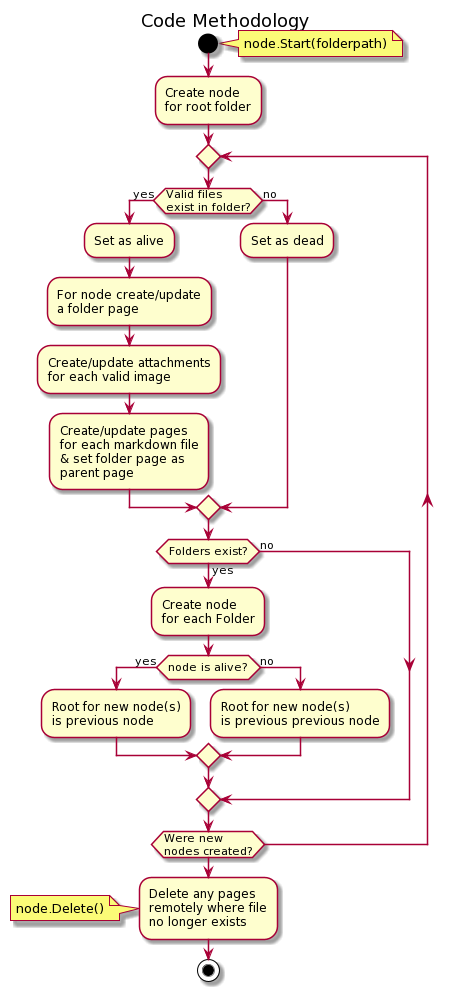 Code Methodology
node.Start(folderpath)
Create node
for root folder
Valid files
exist in folder?
yes
no
Set as alive
Set as dead
For node create/update
a folder page
Create/update attachments
for each valid image
Create/update pages
for each markdown file
& set folder page as
parent page
Folders exist?
no
yes
Create node
for each Folder
node is alive?
yes
no
Root for new node(s)
is previous node
Root for new node(s)
is previous previous node
Were new
nodes created?
Delete any pages
remotely where file
no longer exists
node.Delete()